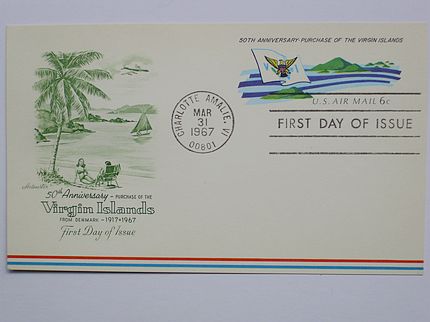 50TH ANNIVERSARY-PURCHASE OF THE VIRGIN ISLANDS
U.S. AIR MAIL 6c
CHARLOTTE AMALIE, VI
MAR
31
1967
00801
FIRST DAY OF ISSUE
Artmaster
50th Anniversary - PURCHASE OF THE
Virgin Islands
FROM DENMARK - 1917•1967
First Day of Issue